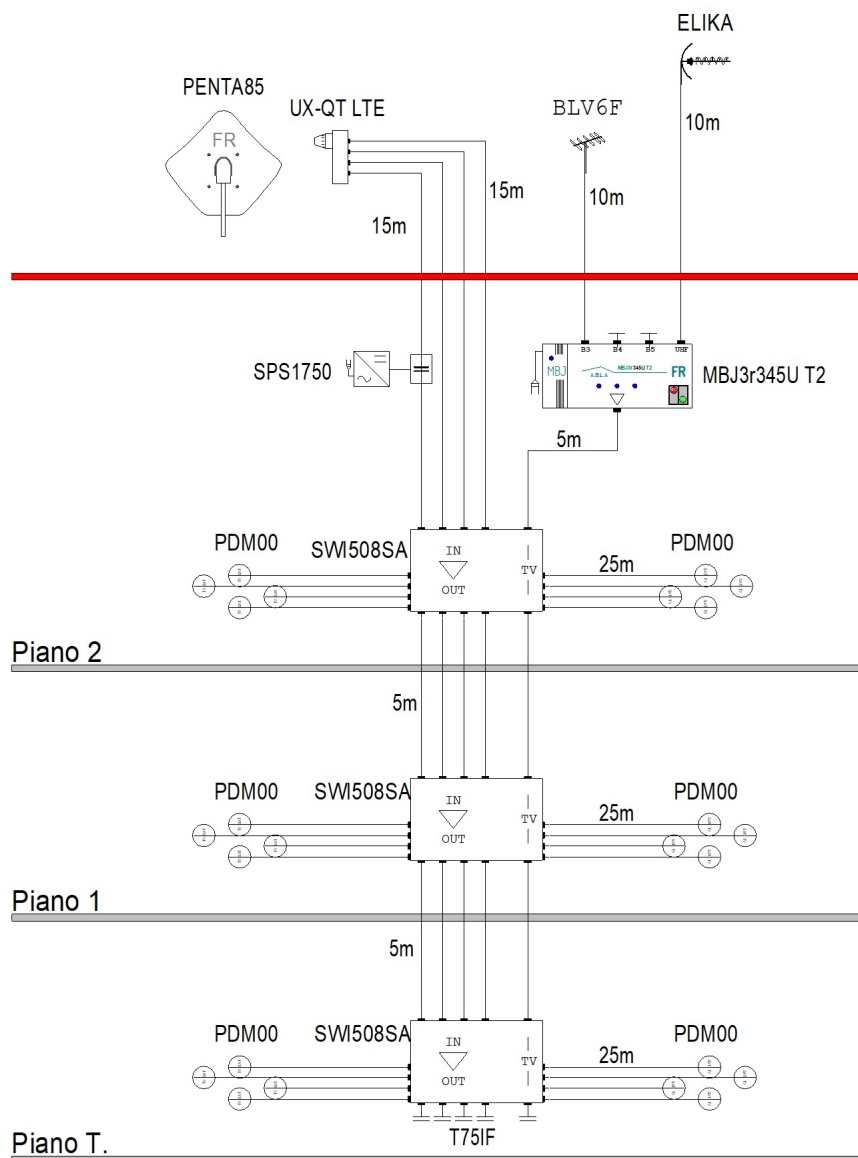 ELIKA
PENTA85
UX-QT LTE
BLV6F
FR
10m
15m
10m
15m
B3 B4 B5 UHF
SPS1750
MBJ
MBJ3r345U T2
FR
A.B.L.A
MBJ3r345U T2
5m
PDM00
SWI508SA
PDM00
IN
TV
OUT
25m
Piano 2
5m
PDM00
SWI508SA
PDM00
IN
TV
OUT
25m
Piano 1
5m
PDM00
SWI508SA
PDM00
IN
TV
OUT
25m
T75IF
Piano T.